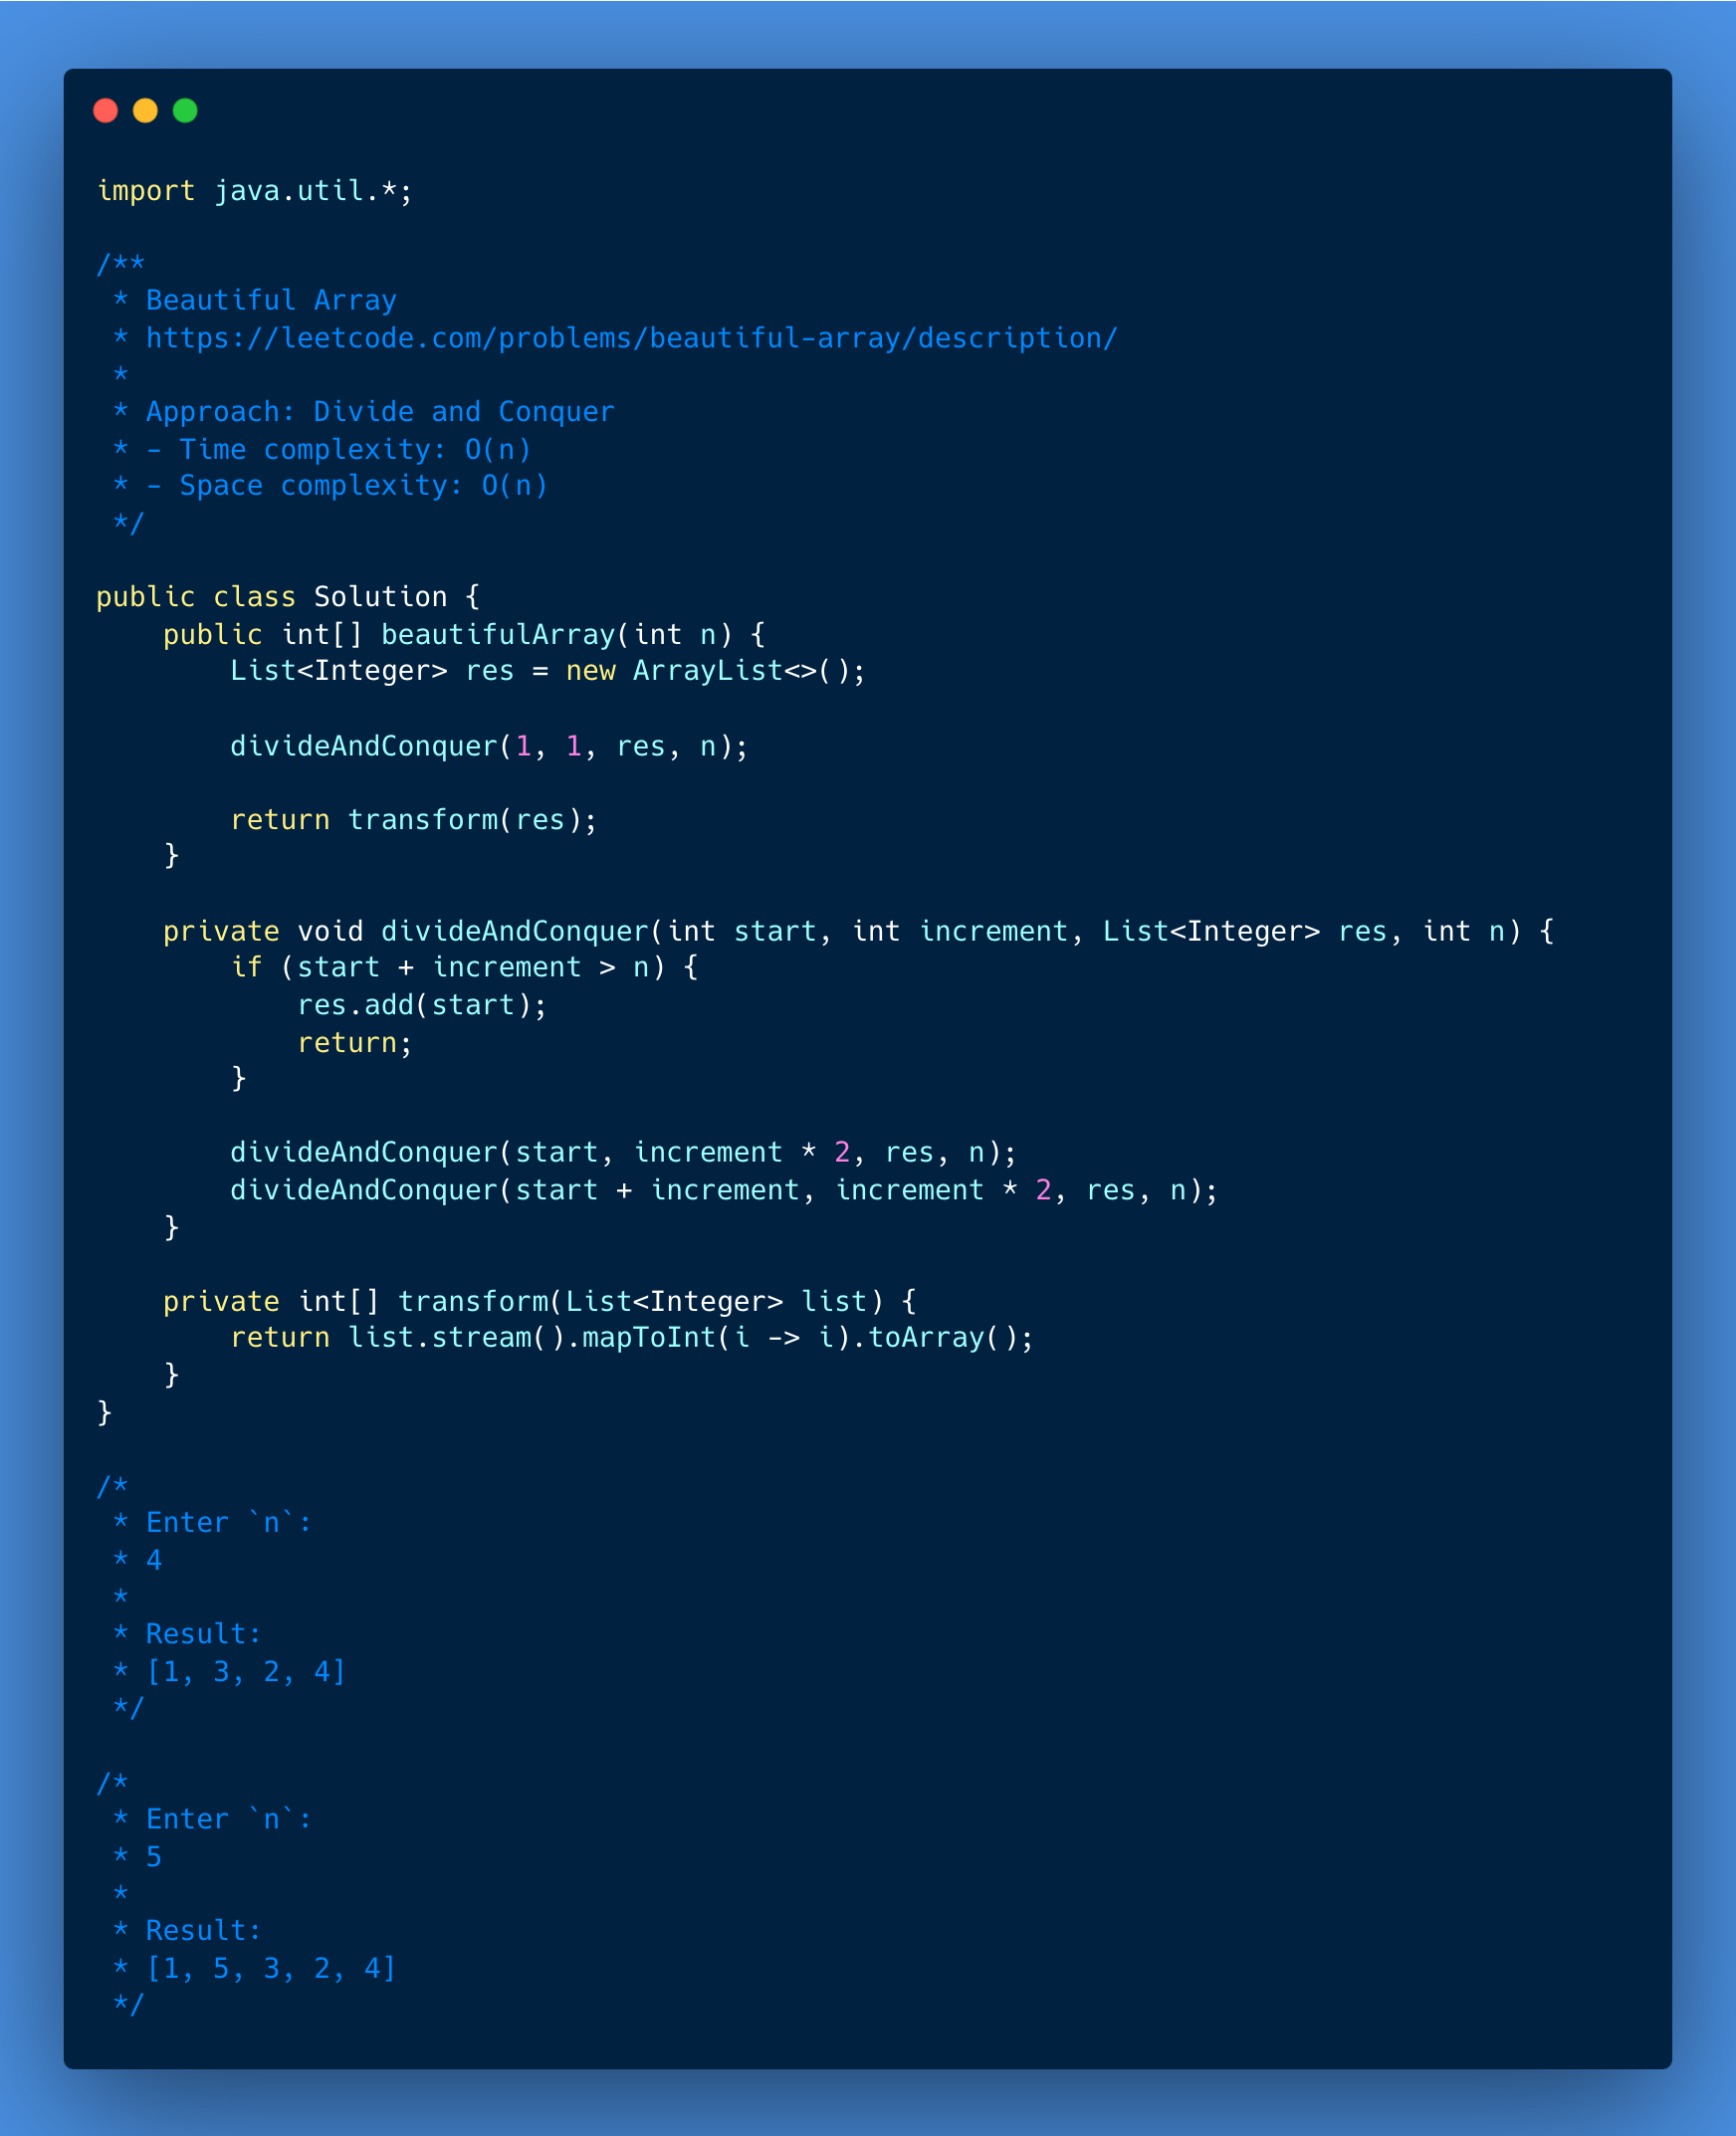 import java.util.*;

/**
 * Beautiful Array
 * https://leetcode.com/problems/beautiful-array/description/
 *
 * Approach: Divide and Conquer
 * - Time complexity: O(n)
 * - Space complexity: O(n)
 */

public class Solution {
    public int[] beautifulArray(int n) {
        List<Integer> res = new ArrayList<>();

        divideAndConquer(1, 1, res, n);

        return transform(res);
    }

    private void divideAndConquer(int start, int increment, List<Integer> res, int n) {
        if (start + increment > n) {
            res.add(start);
            return;
        }

        divideAndConquer(start, increment * 2, res, n);
        divideAndConquer(start + increment, increment * 2, res, n);
    }

    private int[] transform(List<Integer> list) {
        return list.stream().mapToInt(i -> i).toArray();
    }
}

/*
 * Enter `n`:
 * 4
 *
 * Result:
 * [1, 3, 2, 4]
 */

/*
 * Enter `n`:
 * 5
 *
 * Result:
 * [1, 5, 3, 2, 4]
 */